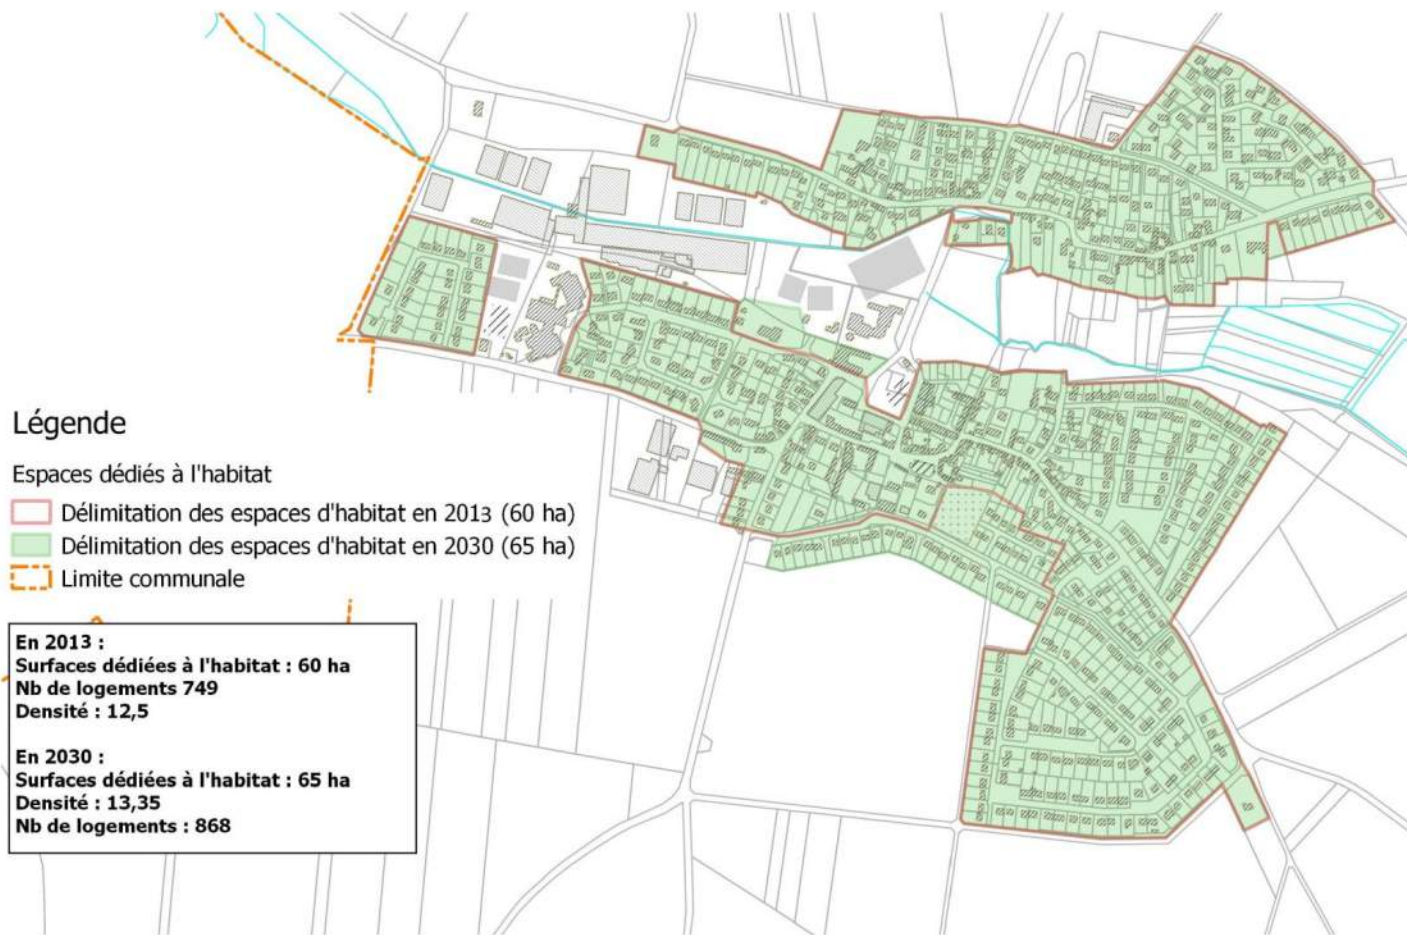 Légende
Espaces dédiés à l'habitat
Délimitation des espaces d'habitat en 2013 (60 ha)
Délimitation des espaces d'habitat en 2030 (65 ha)
Limite communale
En 2013 :
Surfaces dédiées à l'habitat : 60 ha
Nb de logements 749
Densité : 12,5
En 2030 :
Surfaces dédiées à l'habitat : 65 ha
Densité : 13,35
Nb de logements : 868